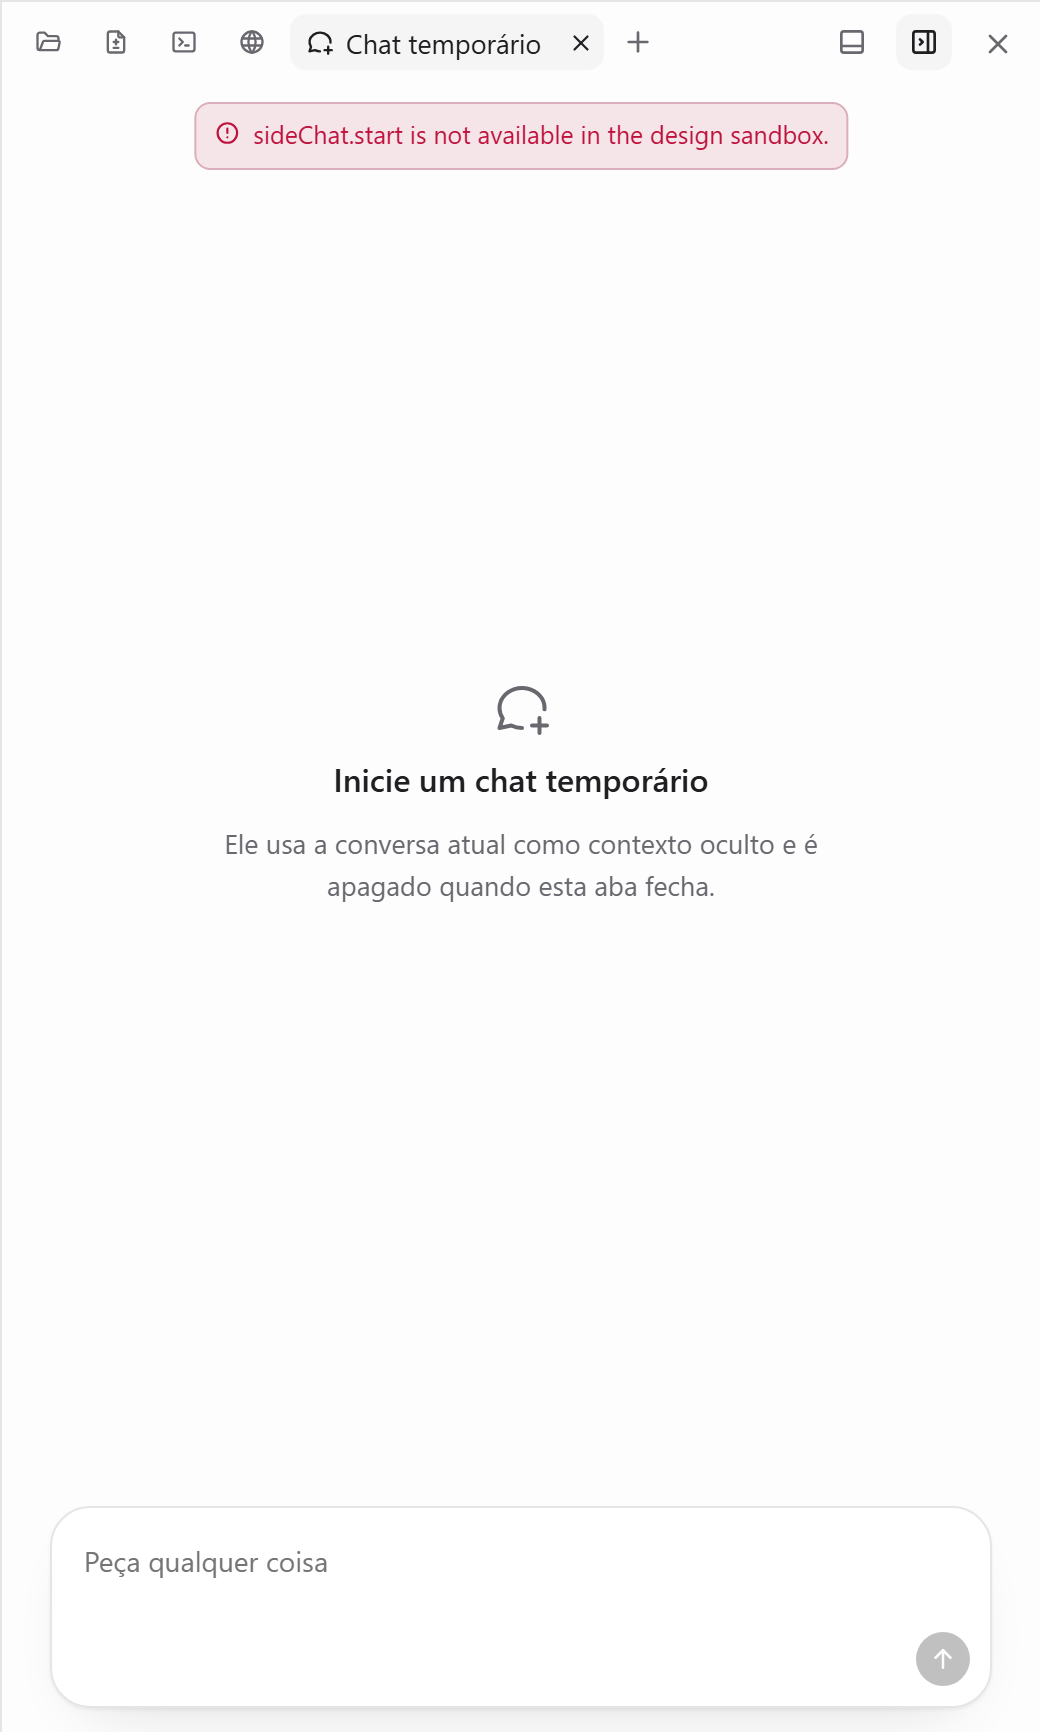 Chat temporário
sideChat.start is not available in the design sandbox.
Inicie um chat temporário
Ele usa a conversa atual como contexto oculto e é
apagado quando esta aba fecha.
Peça qualquer coisa